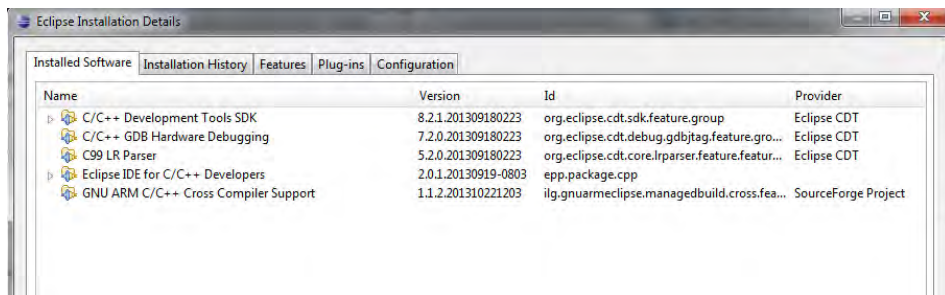 Eclipse Installation Details
Installed Software Installation History Features Plug-ins Configuration
Name Version Id Provider
C/C++ Development Tools SDK 8.2.1.201309180223 org.eclipse.cdt.sdk.feature.group Eclipse CDT
C/C++ GDB Hardware Debugging 7.2.0.201309180223 org.eclipse.cdt.debug.gdbjtag.feature.gro... Eclipse CDT
C99 LR Parser 5.2.0.201309180223 org.eclipse.cdt.core.lrparser.feature.featur... Eclipse CDT
Eclipse IDE for C/C++ Developers 2.0.1.20130919-0803 epp.package.cpp
GNU ARM C/C++ Cross Compiler Support 1.1.2.201310221203 ilg.gnuarmeclipse.managedbuild.cross.fea... SourceForge Project